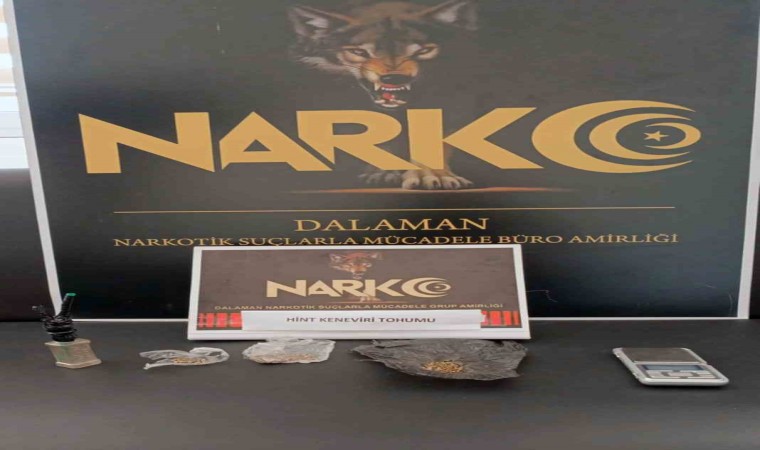 NARKO
DALAMAN
NARKOTİK SUÇLARLA MÜCADELE BÜRO AMİRLİĞİ
NARKO
DALAMAN NARKOTİK SUÇLARLA MÜCADELE GRUP AMİRLİĞİ
HİNT KENEVİRİ TOHUMU